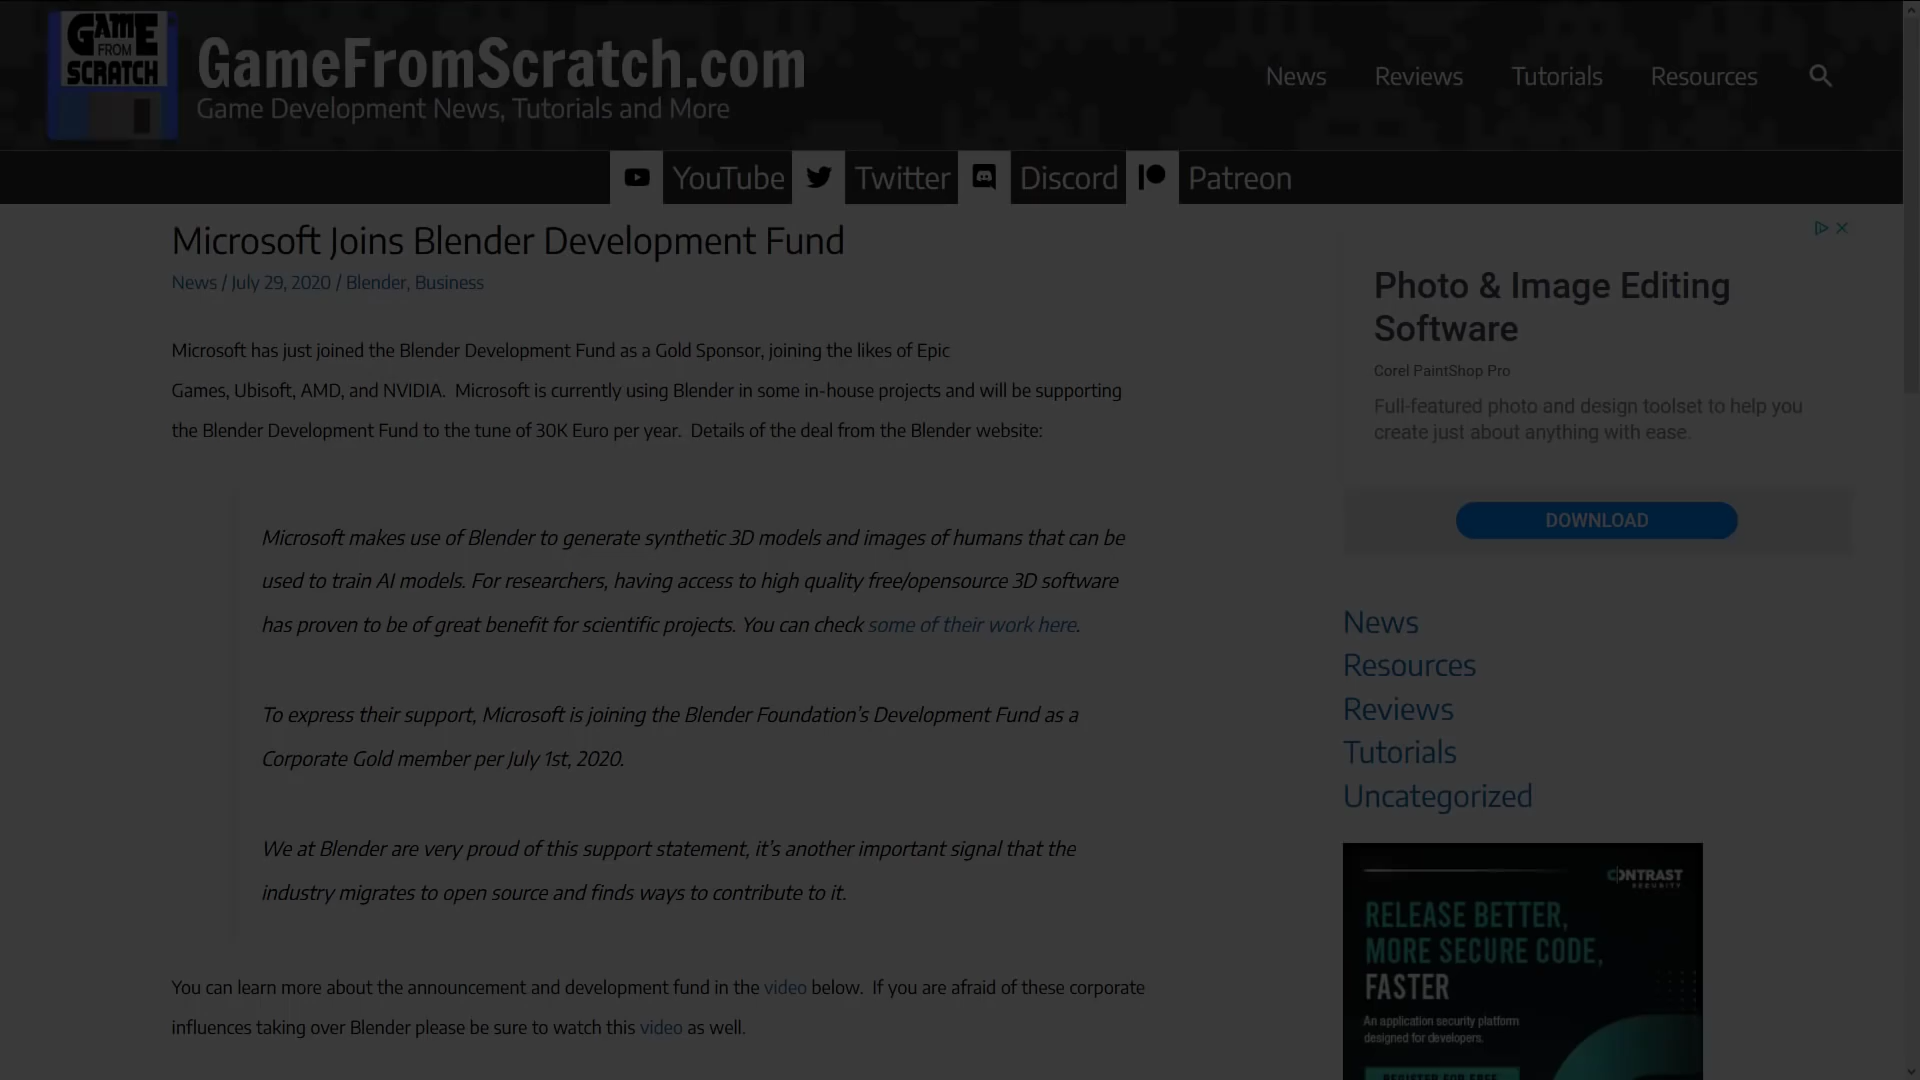 GAME
FROM
SCRATCH
GameFromScratch.com
Game Development News, Tutorials and More
News Reviews Tutorials Resources
YouTube Twitter Discord Patreon
Microsoft Joins Blender Development Fund
News / July 29, 2020 / Blender, Business
Microsoft has just joined the Blender Development Fund as a Gold Sponsor, joining the likes of Epic
Games, Ubisoft, AMD, and NVIDIA. Microsoft is currently using Blender in some in-house projects and will be supporting
the Blender Development Fund to the tune of 30K Euro per year. Details of the deal from the Blender website:
Microsoft makes use of Blender to generate synthetic 3D models and images of humans that can be
used to train AI models. For researchers, having access to high quality free/opensource 3D software
has proven to be of great benefit for scientific projects. You can check some of their work here.
To express their support, Microsoft is joining the Blender Foundation's Development Fund as a
Corporate Gold member per July 1st, 2020.
We at Blender are very proud of this support statement, it's another important signal that the
industry migrates to open source and finds ways to contribute to it.
You can learn more about the announcement and development fund in the video below. If you are afraid of these corporate
influences taking over Blender please be sure to watch this video as well.
Photo & Image Editing
Software
Corel PaintShop Pro
Full-featured photo and design toolset to help you
create just about anything with ease.
DOWNLOAD
News
Resources
Reviews
Tutorials
Uncategorized
CONTRAST
SECURITY
RELEASE BETTER,
MORE SECURE CODE,
FASTER
An application security platform
designed for developers.
REGISTER FOR FREE